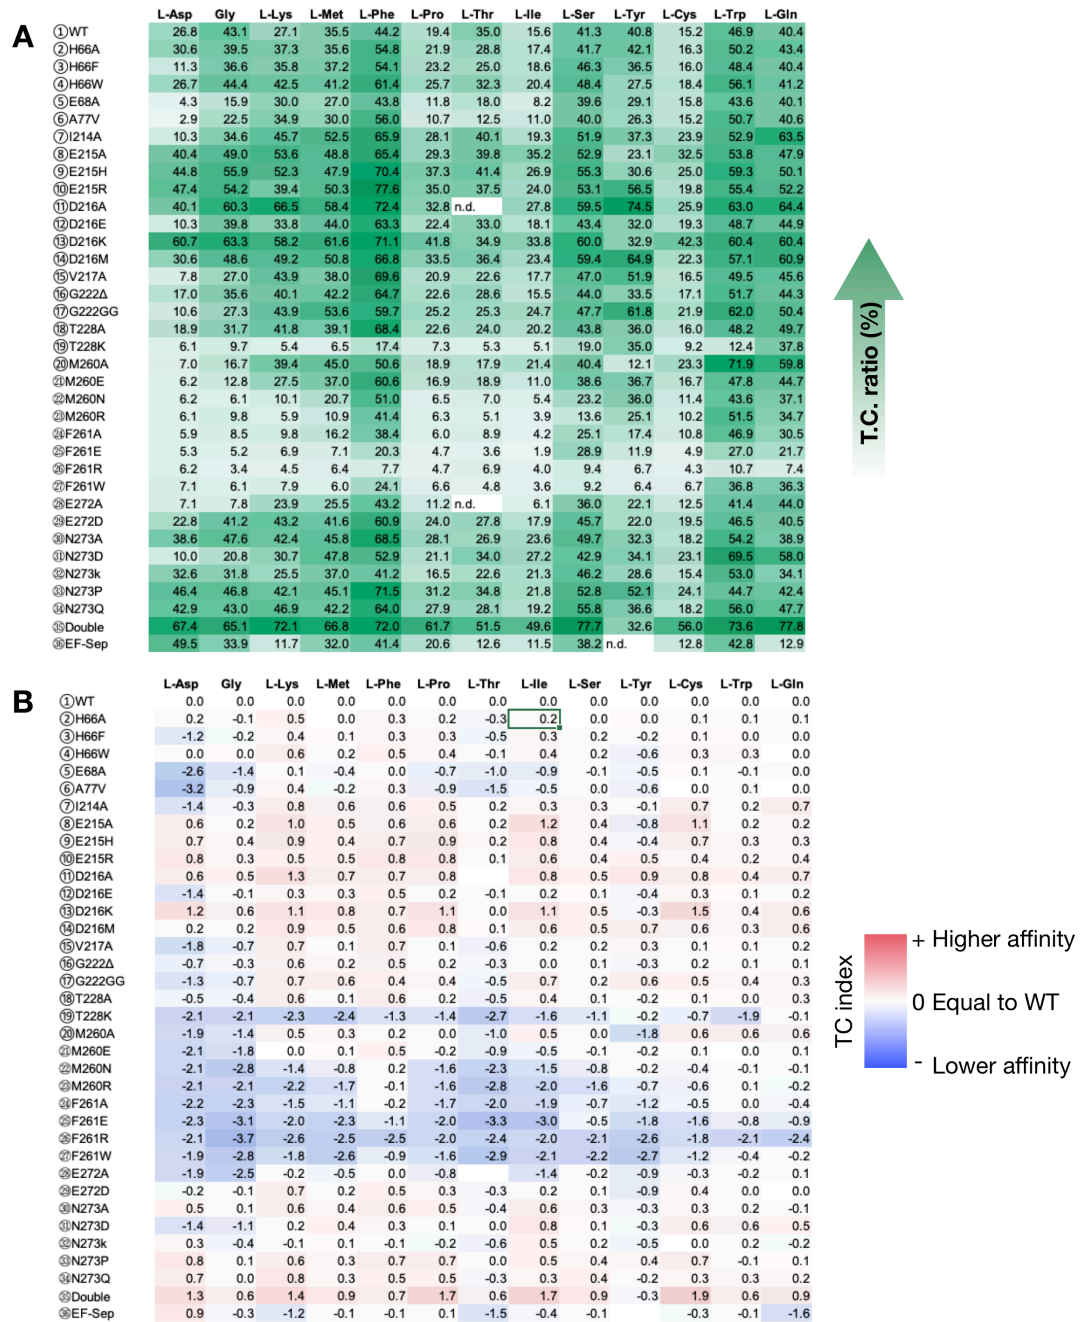 A
L-Asp Gly L-Lys L-Met L-Phe L-Pro L-Thr L-Ile L-Ser L-Tyr L-Cys L-Trp L-Gln
①WT 26.8 43.1 27.1 35.5 44.2 19.4 35.0 15.6 41.3 40.8 15.2 46.9 40.4
②H66A 30.6 39.5 37.3 35.6 54.8 21.9 28.8 17.4 41.7 42.1 16.3 50.2 43.4
③H66F 11.3 36.6 35.8 37.2 54.1 23.2 25.0 18.6 46.3 36.5 16.0 48.4 40.4
④H66W 26.7 44.4 42.5 41.2 61.4 25.7 32.3 20.4 48.4 27.5 18.4 56.1 41.2
⑤E68A 4.3 15.9 30.0 27.0 43.8 11.8 18.0 8.2 39.6 29.1 15.8 43.6 40.1
⑥A77V 2.9 22.5 34.9 30.0 56.0 10.7 12.5 11.0 40.0 26.3 15.2 50.7 40.6
⑦I214A 10.3 34.6 45.7 52.5 65.9 28.1 40.1 19.3 51.9 37.3 23.9 52.9 63.5
⑧E215A 40.4 49.0 53.6 48.8 65.4 29.3 39.8 35.2 52.9 23.1 32.5 53.8 47.9
⑨E215H 44.8 55.9 52.3 47.9 70.4 37.3 41.4 26.9 55.3 30.6 25.0 59.3 50.1
⑩E215R 47.4 54.2 39.4 50.3 77.6 35.0 37.5 24.0 53.1 56.5 19.8 55.4 52.2
⑪D216A 40.1 60.3 66.5 58.4 72.4 32.8 n.d. 27.8 59.5 74.5 25.9 63.0 64.4
⑫D216E 10.3 39.8 33.8 44.0 63.3 22.4 33.0 18.1 43.4 32.0 19.3 48.7 44.9
⑬D216K 60.7 63.3 58.2 61.6 71.1 41.8 34.9 33.8 60.0 32.9 42.3 60.4 60.4
⑭D216M 30.6 48.6 49.2 50.8 66.8 33.5 36.4 23.4 59.4 64.9 22.3 57.1 60.9
⑮V217A 7.8 27.0 43.9 38.0 69.6 20.9 22.6 17.7 47.0 51.9 16.5 49.5 45.6
⑯G222Δ 17.0 35.6 40.1 42.2 64.7 22.6 28.6 15.5 44.0 33.5 17.1 51.7 44.3
⑰G222GG 10.6 27.3 43.9 53.6 59.7 25.2 25.3 24.7 47.7 61.8 21.9 62.0 50.4
⑱T228A 18.9 31.7 41.8 39.1 68.4 22.6 24.0 20.2 43.8 36.0 16.0 48.2 49.7
⑲T228K 6.1 9.7 5.4 6.5 17.4 7.3 5.3 5.1 19.0 35.0 9.2 12.4 37.8
⑳M260A 7.0 16.7 39.4 45.0 50.6 18.9 17.9 21.4 40.4 12.1 23.3 71.9 59.8
㉑M260E 6.2 12.8 27.5 37.0 60.6 16.9 18.9 11.0 38.6 36.7 16.7 47.8 44.7
㉒M260N 6.2 6.1 10.1 20.7 51.0 6.5 7.0 5.4 23.2 36.0 11.4 43.6 37.1
㉓M260R 6.1 9.8 5.9 10.9 41.4 6.3 5.1 3.9 13.6 25.1 10.2 51.5 34.7
㉔F261A 5.9 8.5 9.8 16.2 38.4 6.0 8.9 4.2 25.1 17.4 10.8 46.9 30.5
㉕F261E 5.3 5.2 6.9 7.1 20.3 4.7 3.6 1.9 28.9 11.9 4.9 27.0 21.7
㉖F261R 6.2 3.4 4.5 6.4 7.7 4.7 6.9 4.0 9.4 6.7 4.3 10.7 7.4
㉗F261W 7.1 6.1 7.9 6.0 24.1 6.6 4.8 3.6 9.2 6.4 6.7 36.8 36.3
㉘E272A 7.1 7.8 23.9 25.5 43.2 11.2 n.d. 6.1 36.0 22.1 12.5 41.4 44.0
㉙E272D 22.8 41.2 43.2 41.6 60.9 24.0 27.8 17.9 45.7 22.0 19.5 46.5 40.5
㉚N273A 38.6 47.6 42.4 45.8 68.5 28.1 26.9 23.6 49.7 32.3 18.2 54.2 38.9
㉛N273D 10.0 20.8 30.7 47.8 52.9 21.1 34.0 27.2 42.9 34.1 23.1 69.5 58.0
㉜N273k 32.6 31.8 25.5 37.0 41.2 16.5 22.6 21.3 46.2 28.6 15.4 53.0 34.1
㉝N273P 46.4 46.8 42.1 45.1 71.5 31.2 34.8 21.8 52.8 52.1 24.1 44.7 42.4
㉞N273Q 42.9 43.0 46.9 42.2 64.0 27.9 28.1 19.2 55.8 36.6 18.2 56.0 47.7
㉟Double 67.4 65.1 72.1 66.8 72.0 61.7 51.5 49.6 77.7 32.6 56.0 73.6 77.8
㊱EF-Sep 49.5 33.9 11.7 32.0 41.4 20.6 12.6 11.5 38.2 n.d. 12.8 42.8 12.9
T.C. ratio (%)
B
L-Asp Gly L-Lys L-Met L-Phe L-Pro L-Thr L-Ile L-Ser L-Tyr L-Cys L-Trp L-Gln
①WT 0.0 0.0 0.0 0.0 0.0 0.0 0.0 0.0 0.0 0.0 0.0 0.0 0.0
②H66A 0.2 -0.1 0.5 0.0 0.3 0.2 -0.3 0.2 0.0 0.0 0.1 0.1 0.1
③H66F -1.2 -0.2 0.4 0.1 0.3 0.3 -0.5 0.3 0.2 -0.2 0.1 0.0 0.0
④H66W 0.0 0.0 0.6 0.2 0.5 0.4 -0.1 0.4 0.2 -0.6 0.3 0.3 0.0
⑤E68A -2.6 -1.4 0.1 -0.4 0.0 -0.7 -1.0 -0.9 -0.1 -0.5 0.1 -0.1 0.0
⑥A77V -3.2 -0.9 0.4 -0.2 0.3 -0.9 -1.5 -0.5 0.0 -0.6 0.0 0.1 0.0
⑦I214A -1.4 -0.3 0.8 0.6 0.6 0.5 0.2 0.3 0.3 -0.1 0.7 0.2 0.7
⑧E215A 0.6 0.2 1.0 0.5 0.6 0.6 0.2 1.2 0.4 -0.8 1.1 0.2 0.2
⑨E215H 0.7 0.4 0.9 0.4 0.7 0.9 0.2 0.8 0.4 -0.4 0.7 0.3 0.3
⑩E215R 0.8 0.3 0.5 0.5 0.8 0.8 0.1 0.6 0.4 0.5 0.4 0.2 0.4
⑪D216A 0.6 0.5 1.3 0.7 0.7 0.8 0.8 0.5 0.9 0.8 0.4 0.7
⑫D216E -1.4 -0.1 0.3 0.3 0.5 0.2 -0.1 0.2 0.1 -0.4 0.3 0.1 0.2
⑬D216K 1.2 0.6 1.1 0.8 0.7 1.1 0.0 1.1 0.5 -0.3 1.5 0.4 0.6
⑭D216M 0.2 0.2 0.9 0.5 0.6 0.8 0.1 0.6 0.5 0.7 0.6 0.3 0.6
⑮V217A -1.8 -0.7 0.7 0.1 0.7 0.1 -0.6 0.2 0.2 0.3 0.1 0.1 0.2
⑯G222Δ -0.7 -0.3 0.6 0.2 0.5 0.2 -0.3 0.0 0.1 -0.3 0.2 0.1 0.1
⑰G222GG -1.3 -0.7 0.7 0.6 0.4 0.4 -0.5 0.7 0.2 0.6 0.5 0.4 0.3
⑱T228A -0.5 -0.4 0.6 0.1 0.6 0.2 -0.5 0.4 0.1 -0.2 0.1 0.0 0.3
⑲T228K -2.1 -2.1 -2.3 -2.4 -1.3 -1.4 -2.7 -1.6 -1.1 -0.2 -0.7 -1.9 -0.1
⑳M260A -1.9 -1.4 0.5 0.3 0.2 0.0 -1.0 0.5 0.0 -1.8 0.6 0.6 0.6
㉑M260E -2.1 -1.8 0.0 0.1 0.5 -0.2 -0.9 -0.5 -0.1 -0.2 0.1 0.0 0.1
㉒M260N -2.1 -2.8 -1.4 -0.8 0.2 -1.6 -2.3 -1.5 -0.8 -0.2 -0.4 -0.1 -0.1
㉓M260R -2.1 -2.1 -2.2 -1.7 -0.1 -1.6 -2.8 -2.0 -1.6 -0.7 -0.6 0.1 -0.2
㉔F261A -2.2 -2.3 -1.5 -1.1 -0.2 -1.7 -2.0 -1.9 -0.7 -1.2 -0.5 0.0 -0.4
㉕F261E -2.3 -3.1 -2.0 -2.3 -1.1 -2.0 -3.3 -3.0 -0.5 -1.8 -1.6 -0.8 -0.9
㉖F261R -2.1 -3.7 -2.6 -2.5 -2.5 -2.0 -2.4 -2.0 -2.1 -2.6 -1.8 -2.1 -2.4
㉗F261W -1.9 -2.8 -1.8 -2.6 -0.9 -1.6 -2.9 -2.1 -2.2 -2.7 -1.2 -0.4 -0.2
㉘E272A -1.9 -2.5 -0.2 -0.5 0.0 -0.8 -1.4 -0.2 -0.9 -0.3 -0.2 0.1
㉙E272D -0.2 -0.1 0.7 0.2 0.5 0.3 -0.3 0.2 0.1 -0.9 0.4 0.0 0.0
㉚N273A 0.5 0.1 0.6 0.4 0.6 0.5 -0.4 0.6 0.3 -0.3 0.3 0.2 -0.1
㉛N273D -1.4 -1.1 0.2 0.4 0.3 0.1 0.0 0.8 0.1 -0.3 0.6 0.6 0.5
㉜N273k 0.3 -0.4 -0.1 0.1 -0.1 -0.2 -0.6 0.5 0.2 -0.5 0.0 0.2 -0.2
㉝N273P 0.8 0.1 0.6 0.3 0.7 0.7 0.0 0.5 0.4 0.4 0.7 -0.1 0.1
㉞N273Q 0.7 0.0 0.8 0.3 0.5 0.5 -0.3 0.3 0.4 -0.2 0.3 0.3 0.2
㉟Double 1.3 0.6 1.4 0.9 0.7 1.7 0.6 1.7 0.9 -0.3 1.9 0.6 0.9
㊱EF-Sep 0.9 -0.3 -1.2 -0.1 -0.1 0.1 -1.5 -0.4 -0.1 -0.3 -0.1 -1.6
TC index
+ Higher affinity
0 Equal to WT
- Lower affinity